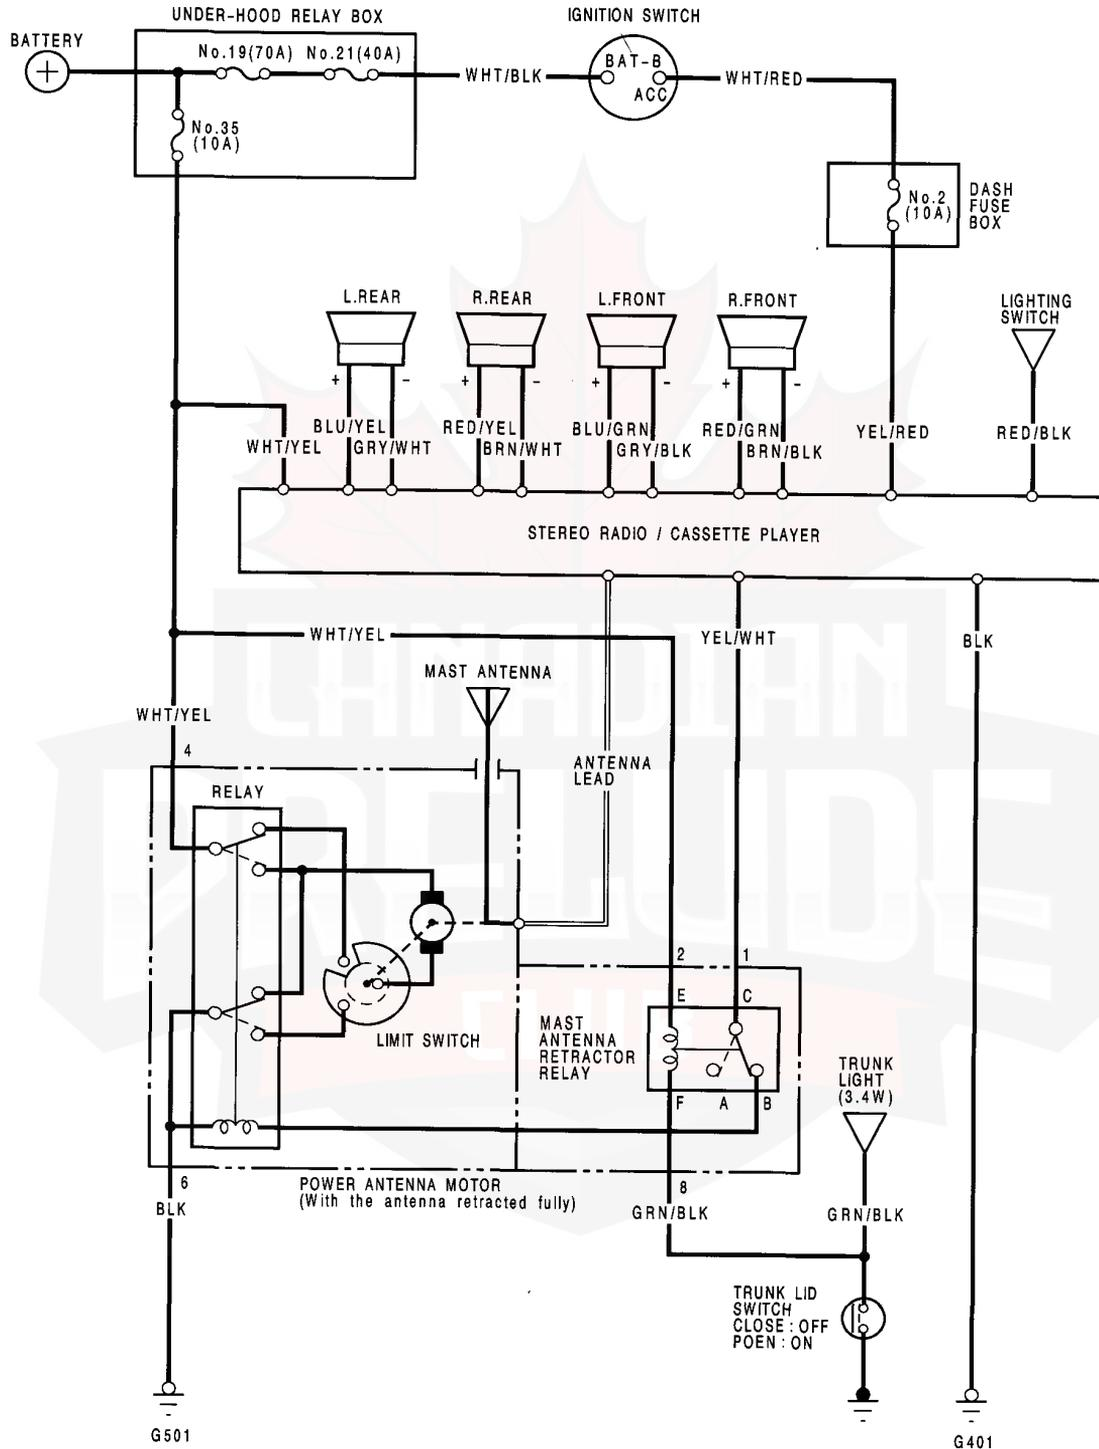 UNDER-HOOD RELAY BOX
IGNITION SWITCH
BATTERY
No.19(70A) No.21(40A)
BAT-B
ACC
WHT/BLK
WHT/RED
No.35
(10A)
No.2
(10A)
DASH
FUSE
BOX
L.REAR
R.REAR
L.FRONT
R.FRONT
LIGHTING
SWITCH
+ -
+ -
+ -
+ -
BLU/YEL
RED/YEL
BLU/GRN
RED/GRN
YEL/RED
RED/BLK
WHT/YEL
GRY/WHT
BRN/WHT
GRY/BLK
BRN/BLK
STEREO RADIO / CASSETTE PLAYER
WHT/YEL
YEL/WHT
BLK
MAST ANTENNA
WHT/YEL
4
ANTENNA
LEAD
RELAY
2
1
E
C
LIMIT SWITCH
MAST
ANTENNA
RETRACTOR
RELAY
F
A
B
TRUNK
LIGHT
(3.4W)
6
POWER ANTENNA MOTOR
(With the antenna retracted fully)
8
BLK
GRN/BLK
GRN/BLK
TRUNK LID
SWITCH
CLOSE:OFF
POEN:ON
G501
G401
CANADIAN
PRELUDE
CLUB